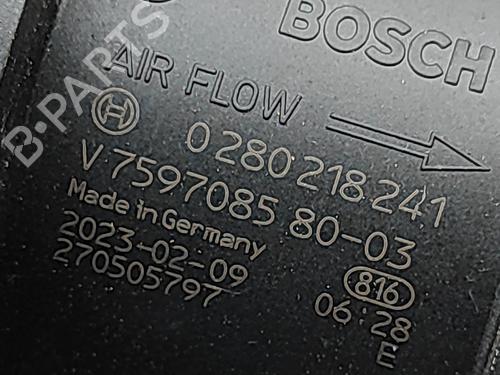 BOSCH
AIR FLOW
0 280 218 241
V 7597085 80-03
Made in Germany
2023-02-09
270505797
816
06:28
E
B-PARTS